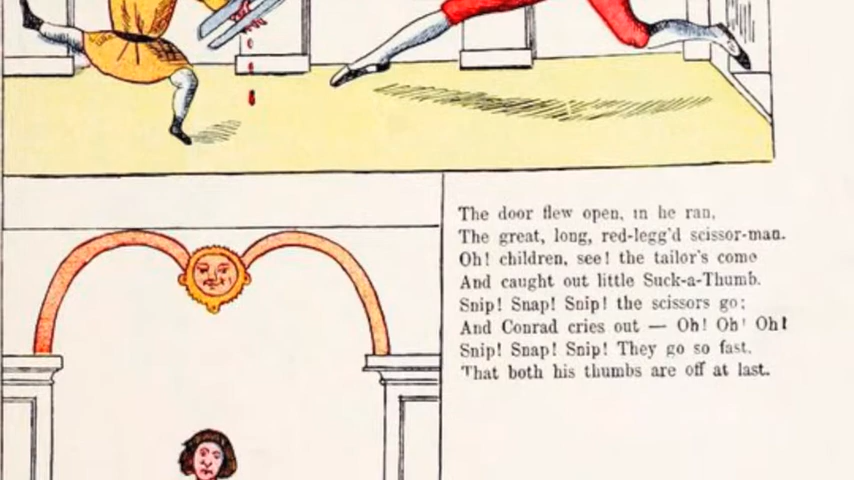 The door flew open, in he ran,
The great, long, red-legg'd scissor-man.
Oh! children, see! the tailor's come
And caught out little Suck-a-Thumb.
Snip! Snap! Snip! the scissors go;
And Conrad cries out — Oh! Oh! Oh!
Snip! Snap! Snip! They go so fast,
That both his thumbs are off at last.